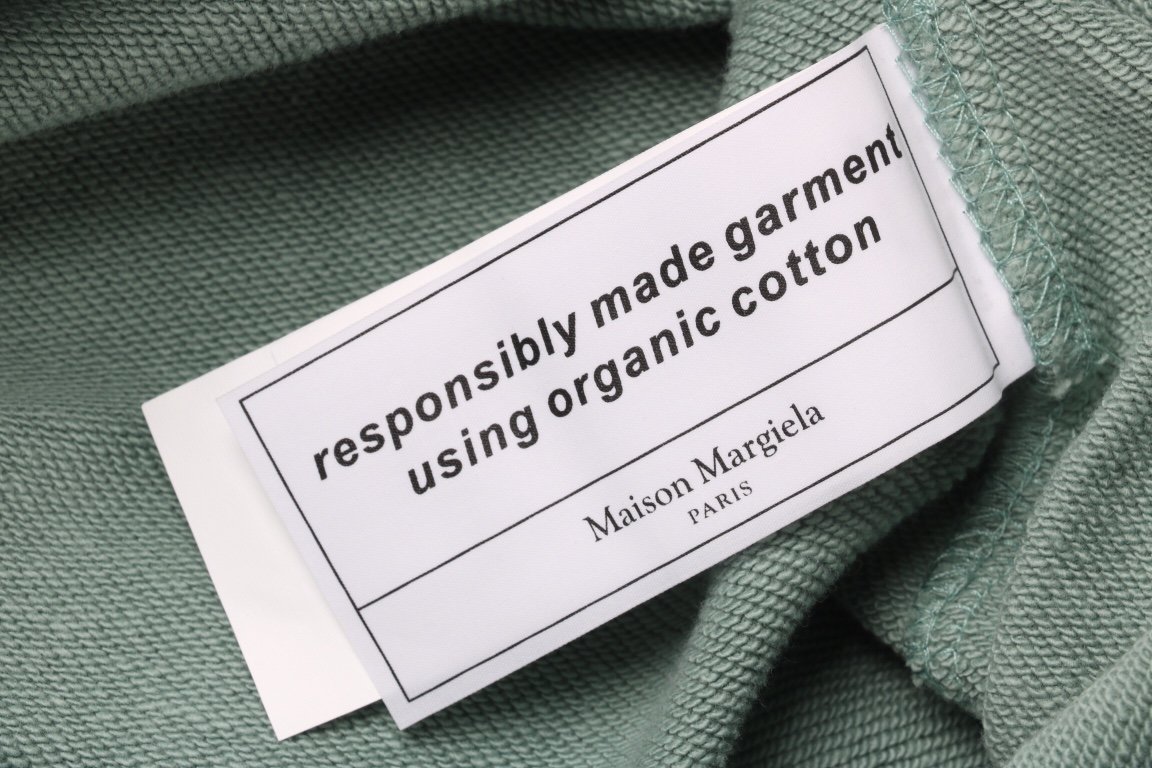 responsibly made garment
using organic cotton
Maison Margiela
PARIS